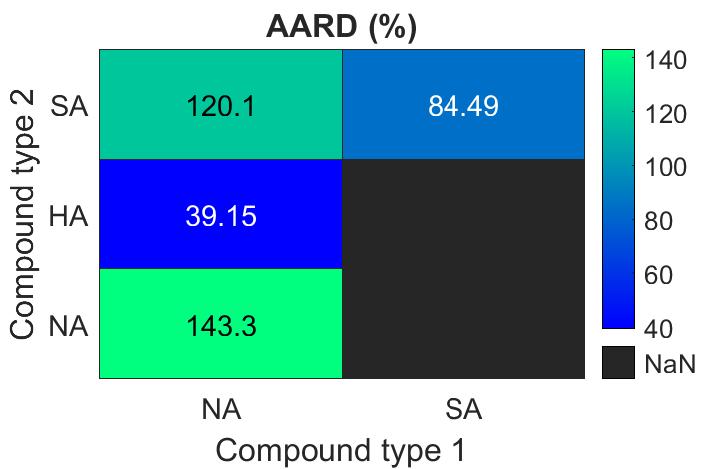 AARD (%)
Compound type 2
SA
120.1
84.49
HA
39.15
NA
143.3
NA
SA
Compound type 1
140
120
100
80
60
40
NaN